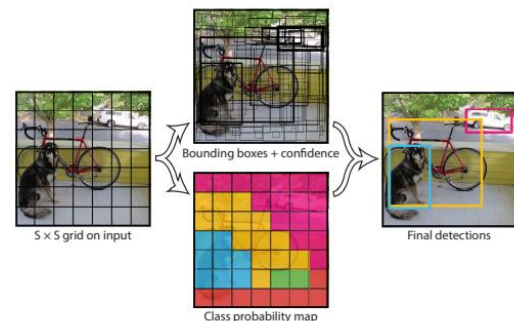 Bounding boxes + confidence
S × S grid on input
Final detections
Class probability map